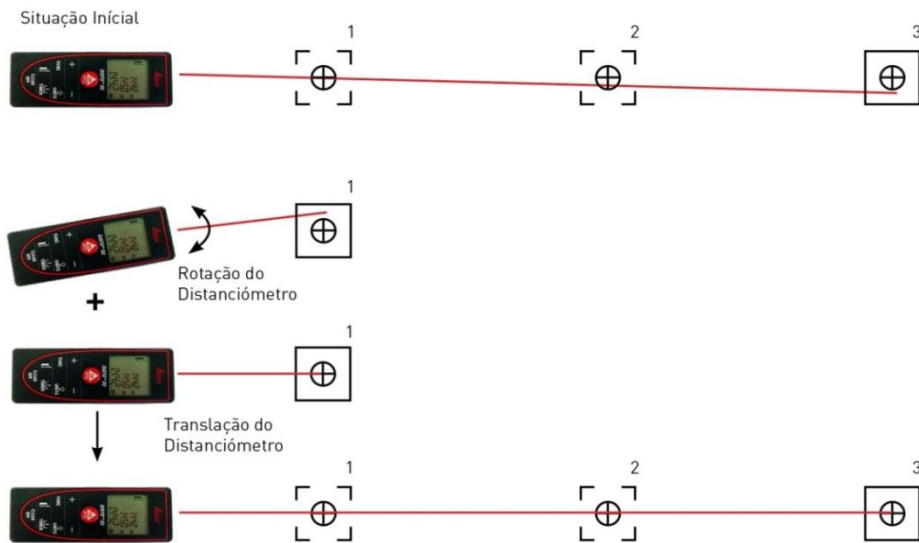 Situação Inícial
1
2
3
1
Rotação do
Distanciómetro
+
1
Translação do
Distanciómetro
1
2
3